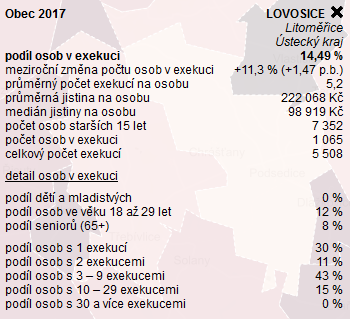 Obec 2017 LOVOSICE ✖
Litoměřice
Ústecký kraj
podíl osob v exekuci 14,49 %
meziroční změna počtu osob v exekuci +11,3 % (+1,47 p.b.)
průměrný počet exekucí na osobu 5,2
průměrná jistina na osobu 222 068 Kč
medián jistiny na osobu 98 919 Kč
počet osob starších 15 let 7 352
počet osob v exekuci 1 065
celkový počet exekucí 5 508
detail osob v exekuci
podíl dětí a mladistvých 0 %
podíl osob ve věku 18 až 29 let 12 %
podíl seniorů (65+) 8 %
podíl osob s 1 exekucí 30 %
podíl osob s 2 exekucemi 11 %
podíl osob s 3 – 9 exekucemi 43 %
podíl osob s 10 – 29 exekucemi 15 %
podíl osob s 30 a více exekucemi 0 %